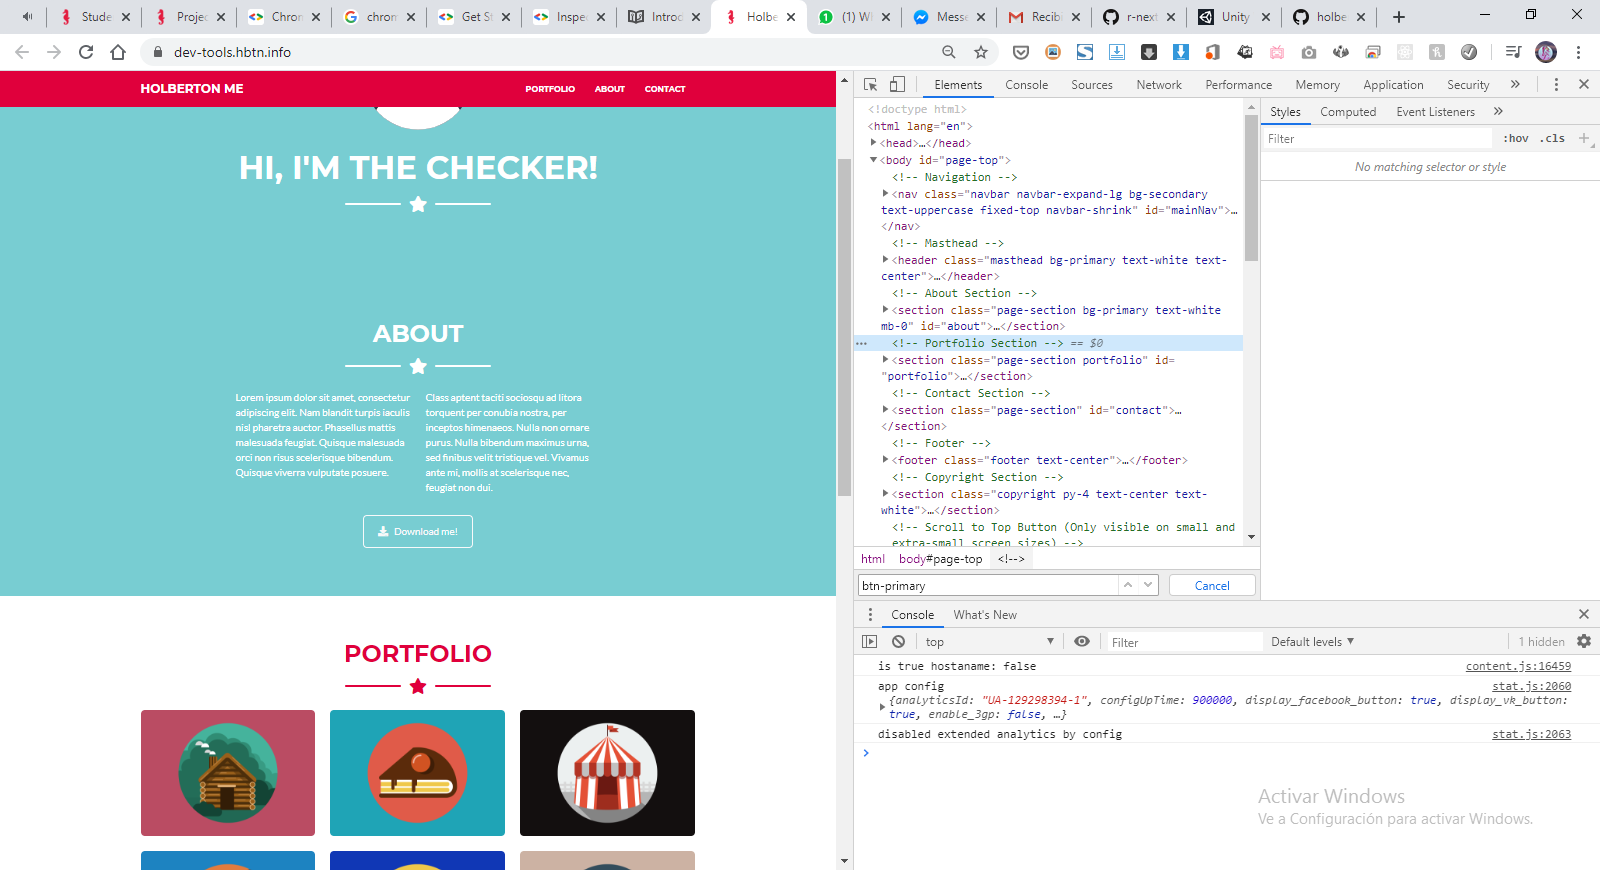 Stude
Projec
Chrom
chrom
Get St
Inspec
Introd
Holbe
(1) W
Messe
Recibi
r-next
Unity
holbe
dev-tools.hbtn.info
HOLBERTON ME
PORTFOLIO
ABOUT
CONTACT
HI, I'M THE CHECKER!
ABOUT
Lorem ipsum dolor sit amet, consectetur
adipiscing elit. Nam blandit turpis iaculis
nisl pharetra auctor. Phasellus mattis
malesuada feugiat. Quisque malesuada
orci non risus scelerisque bibendum.
Quisque viverra vulputate posuere.
Class aptent taciti sociosqu ad litora
torquent per conubia nostra, per
inceptos himenaeos. Nulla non ornare
purus. Nulla bibendum maximus urna,
sed finibus velit tristique vel. Vivamus
ante mi, mollis at scelerisque nec,
feugiat non dui.
Download me!
PORTFOLIO
Elements
Console
Sources
Network
Performance
Memory
Application
Security
»
<!doctype html>
<html lang="en">
<head>…</head>
<body id="page-top">
<!-- Navigation -->
<nav class="navbar navbar-expand-lg bg-secondary
text-uppercase fixed-top navbar-shrink" id="mainNav">…
</nav>
<!-- Masthead -->
<header class="masthead bg-primary text-white text-
center">…</header>
<!-- About Section -->
<section class="page-section bg-primary text-white
mb-0" id="about">…</section>
<!-- Portfolio Section --> == $0
<section class="page-section portfolio" id=
"portfolio">…</section>
<!-- Contact Section -->
<section class="page-section" id="contact">…
</section>
<!-- Footer -->
<footer class="footer text-center">…</footer>
<!-- Copyright Section -->
<section class="copyright py-4 text-center text-
white">…</section>
<!-- Scroll to Top Button (Only visible on small and
extra-small screen sizes) -->
html
body#page-top
<!-->
btn-primary
Cancel
Styles
Computed
Event Listeners
»
Filter
:hov
.cls
No matching selector or style
Console
What's New
top
Filter
Default levels
1 hidden
is true hostaname: false
content.js:16459
app config
stat.js:2060
{analyticsId: "UA-129298394-1", configUpTime: 900000, display_facebook_button: true, display_vk_button:
true, enable_3gp: false, …}
disabled extended analytics by config
stat.js:2063
Activar Windows
Ve a Configuración para activar Windows.